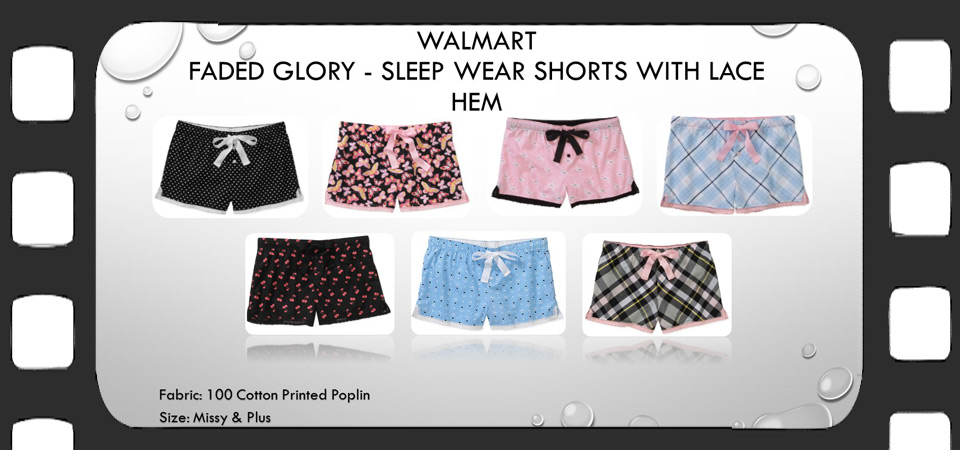 WALMART
FADED GLORY - SLEEP WEAR SHORTS WITH LACE
HEM
Fabric: 100 Cotton Printed Poplin
Size: Missy & Plus